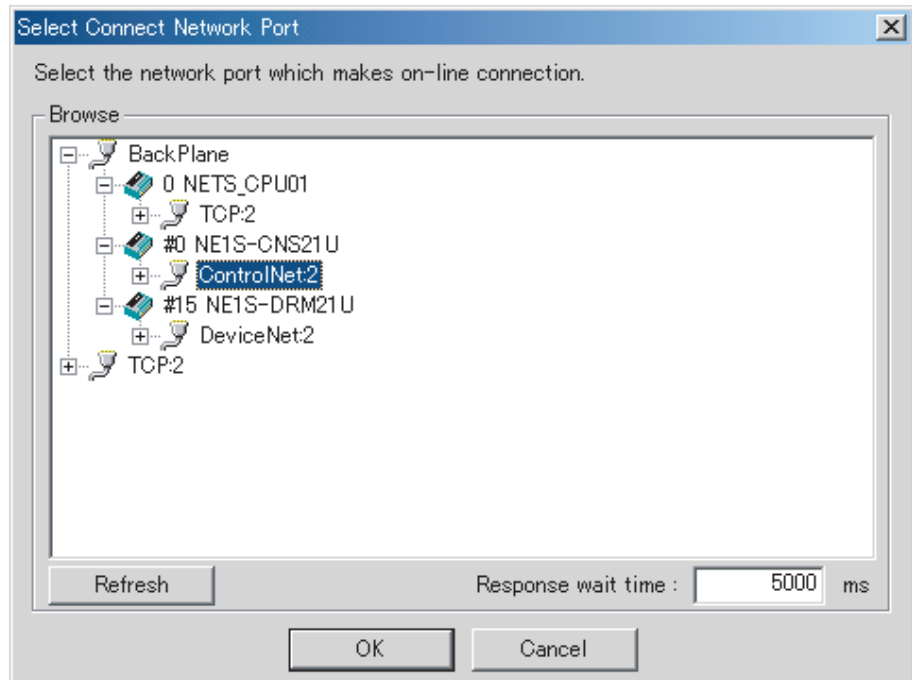 Select Connect Network Port
Select the network port which makes on-line connection.
Browse
BackPlane
0 NETS_CPU01
TCP:2
#0 NE1S-CNS21U
ControlNet:2
#15 NE1S-DRM21U
DeviceNet:2
TCP:2
Refresh
Response wait time : 5000 ms
OK
Cancel